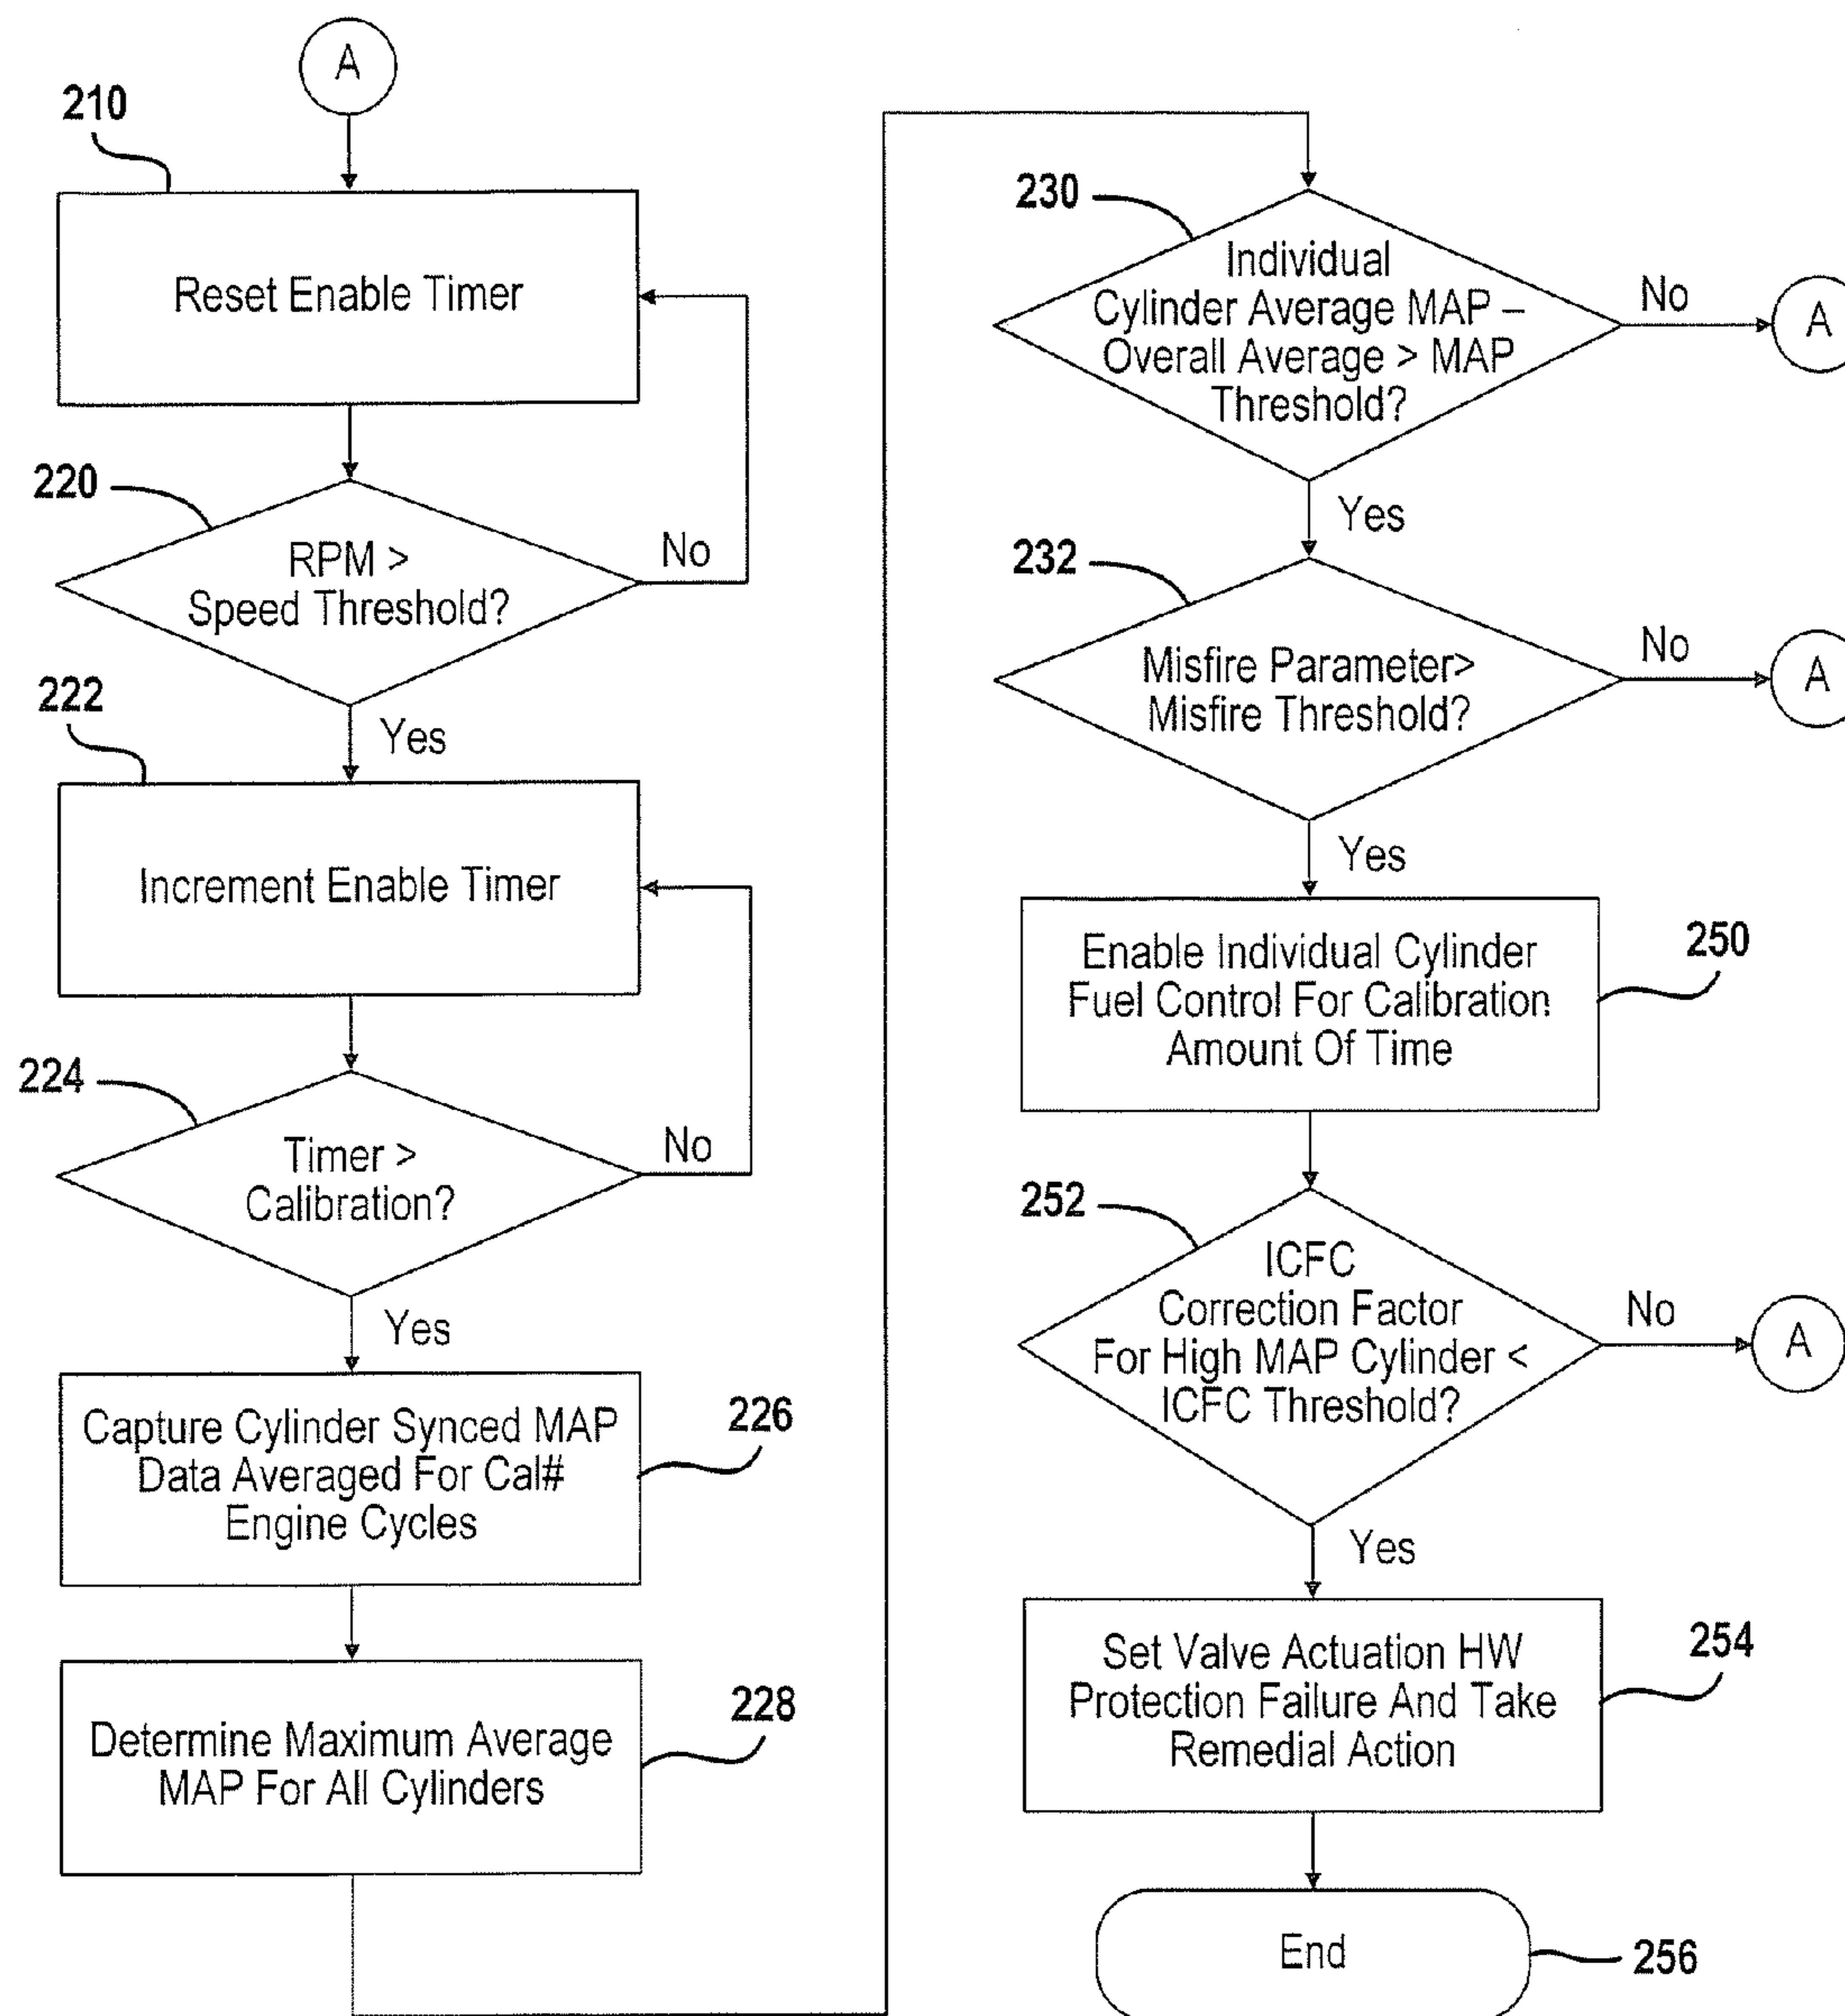 A
210
Reset Enable Timer
220
RPM >
Speed Threshold?
No
Yes
222
Increment Enable Timer
224
Timer >
Calibration?
No
Yes
Capture Cylinder Synced MAP
Data Averaged For Cal#
Engine Cycles
226
Determine Maximum Average
MAP For All Cylinders
228
230
Individual
Cylinder Average MAP –
Overall Average > MAP
Threshold?
No
A
Yes
232
Misfire Parameter>
Misfire Threshold?
No
A
Yes
Enable Individual Cylinder
Fuel Control For Calibration
Amount Of Time
250
252
ICFC
Correction Factor
For High MAP Cylinder <
ICFC Threshold?
No
A
Yes
Set Valve Actuation HW
Protection Failure And Take
Remedial Action
254
End
256